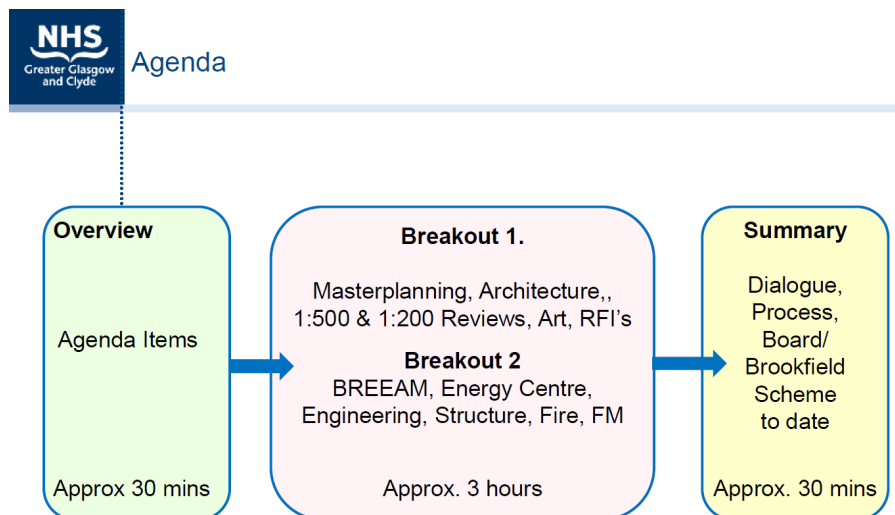 NHS
Greater Glasgow
and Clyde
Agenda
Overview
Agenda Items
Approx 30 mins
Breakout 1.
Masterplanning, Architecture,,
1:500 & 1:200 Reviews, Art, RFI's
Breakout 2
BREEAM, Energy Centre,
Engineering, Structure, Fire, FM
Approx. 3 hours
Summary
Dialogue,
Process,
Board/
Brookfield
Scheme
to date
Approx. 30 mins